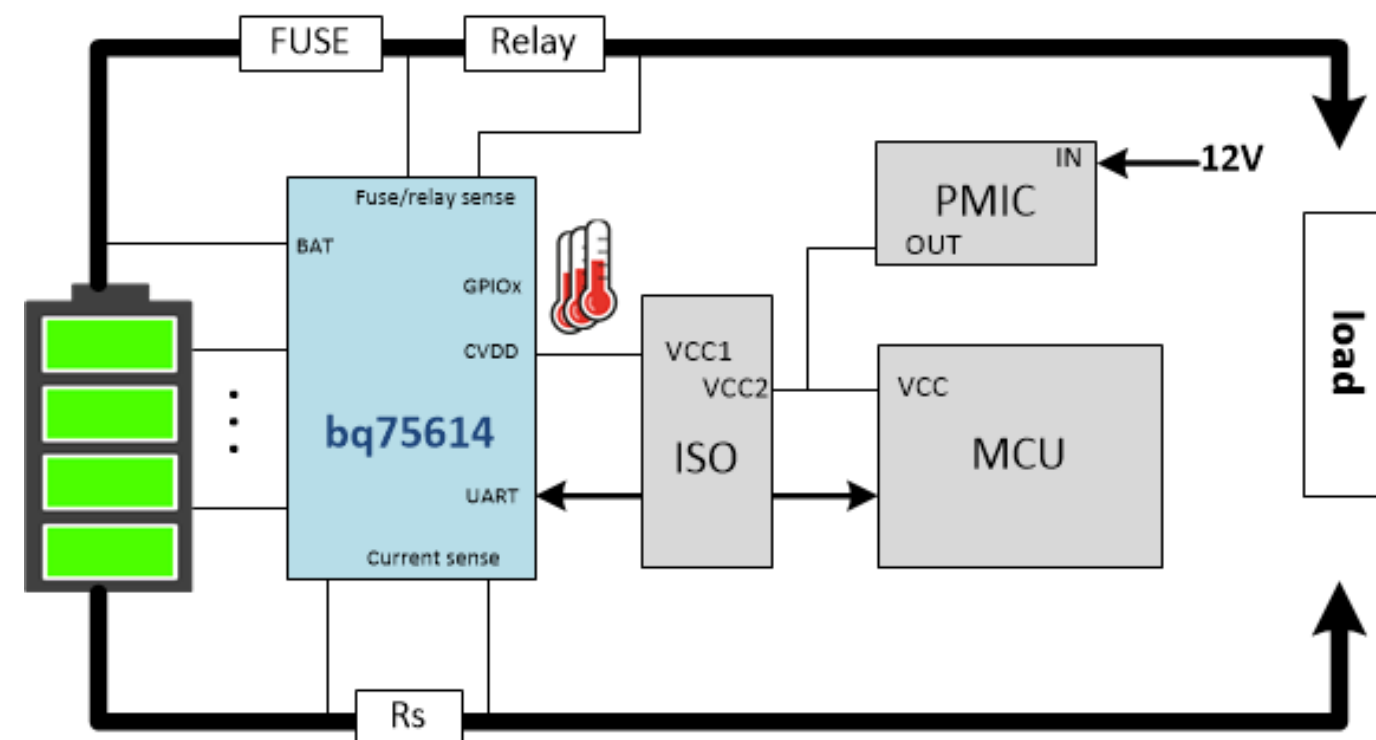 FUSE
Relay
IN
12V
PMIC
OUT
Fuse/relay sense
BAT
GPIOx
CVDD
bq75614
UART
Current sense
VCC1
VCC2
ISO
VCC
MCU
load
Rs